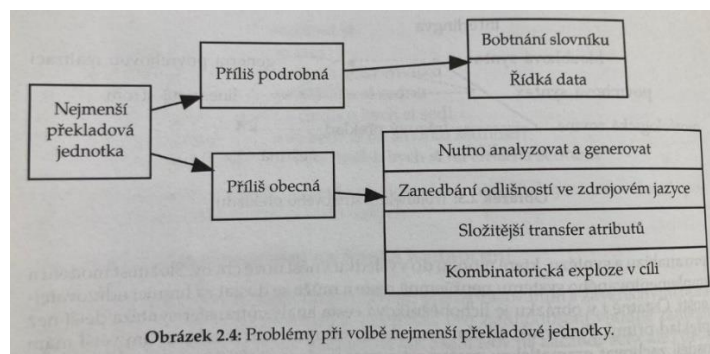 Interlingva
Příliš podrobná
Bobtnání slovníku
Řídká data
Nejmenší
překladová
jednotka
Příliš obecná
Nutno analyzovat a generovat
Zanedbání odlišností ve zdrojovém jazyce
Složitější transfer atributů
Kombinatorická exploze v cíli
Obrázek 2.4: Problémy při volbě nejmenší překladové jednotky.